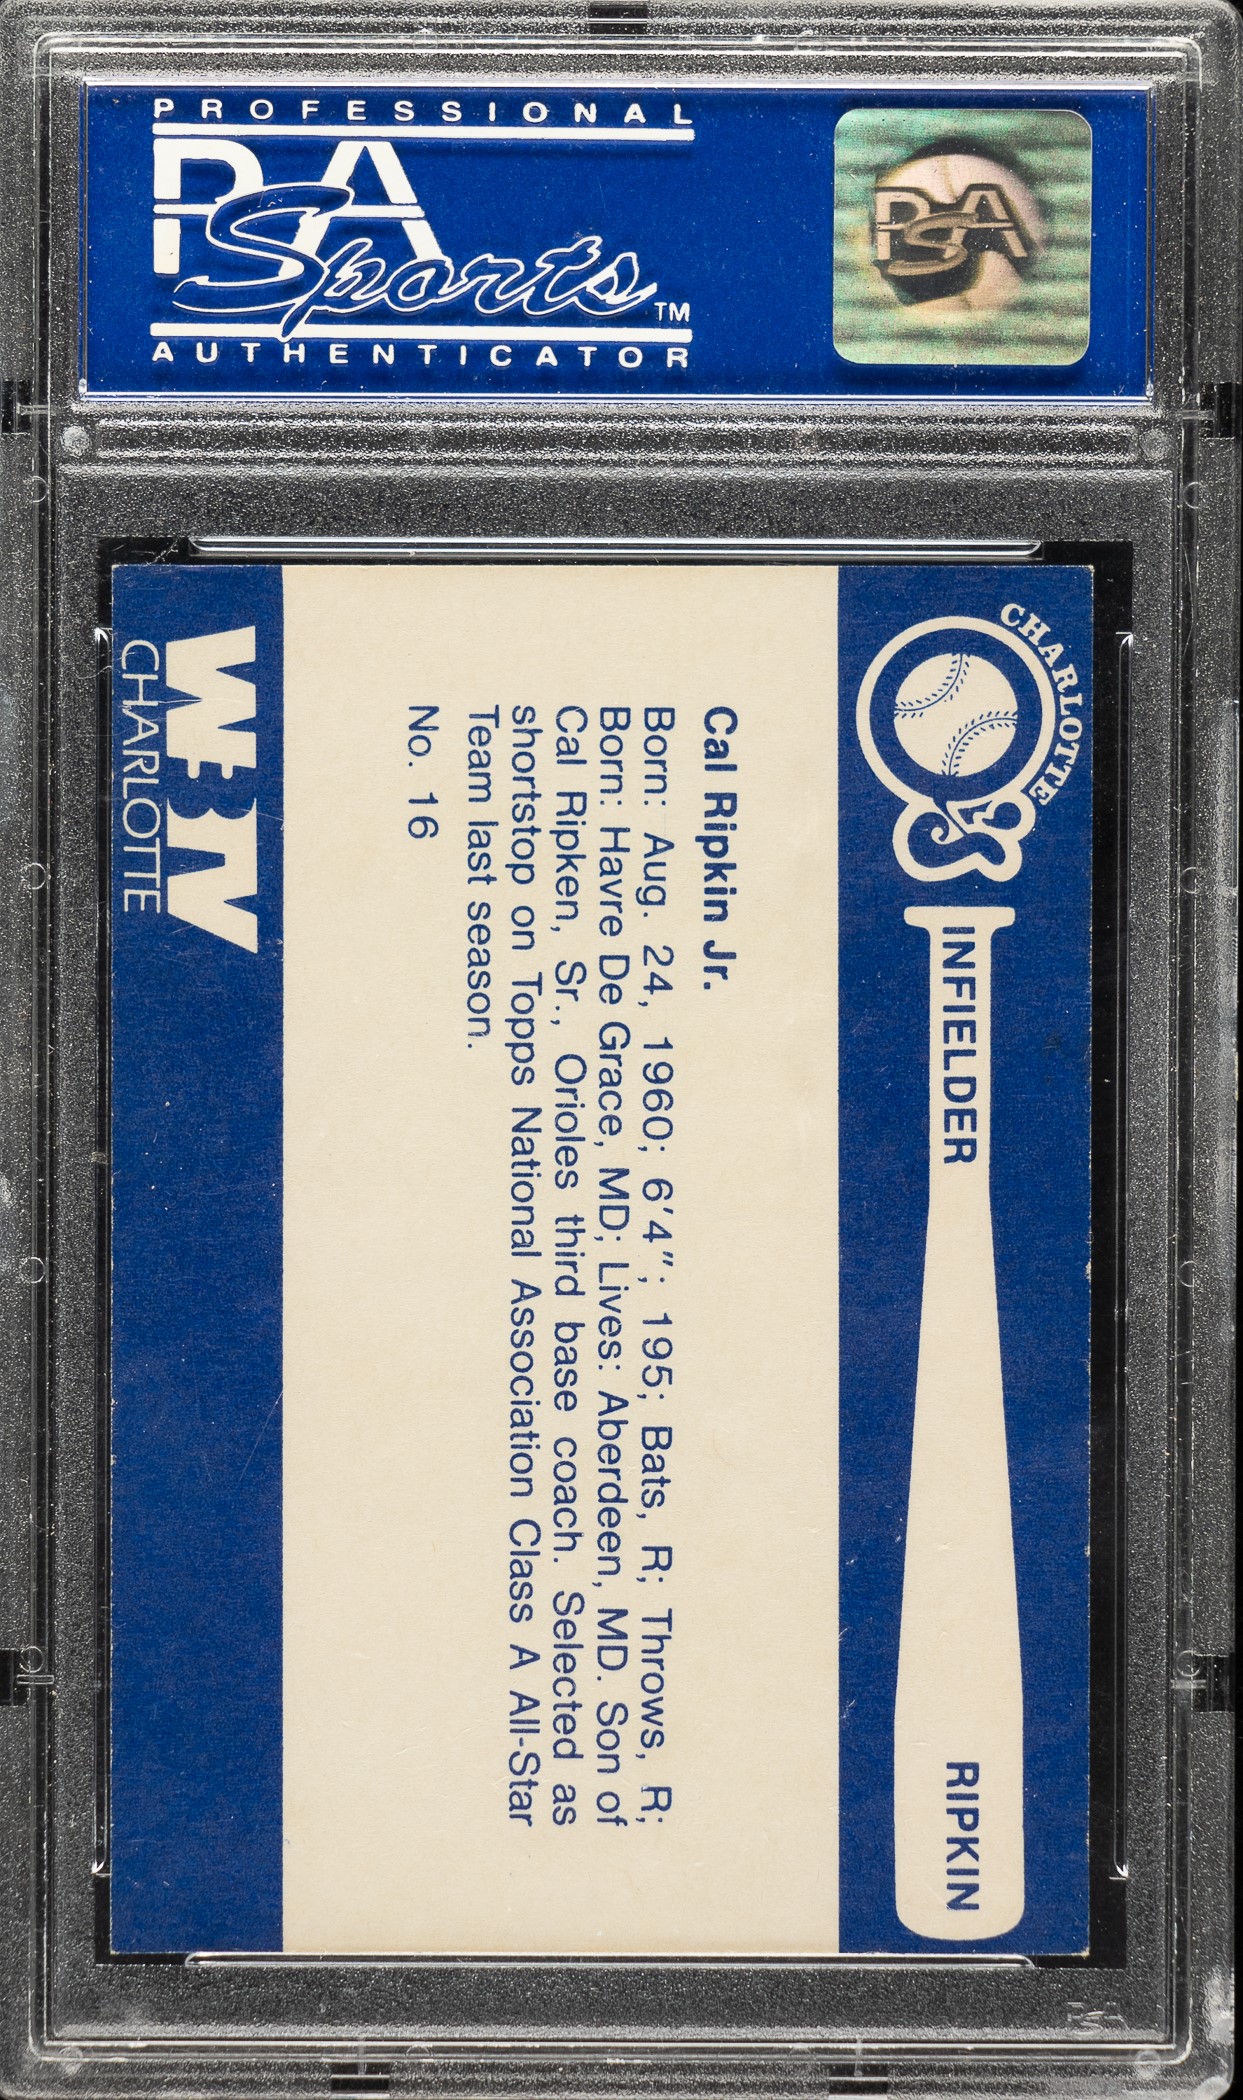 PROFESSIONAL
PSA
Sports™
AUTHENTICATOR
PSA
CHARLOTTE
O's
INFIELDER
RIPKIN
Cal Ripkin Jr.
Born: Aug. 24, 1960; 6'4"; 195; Bats, R; Throws, R;
Born: Havre De Grace, MD; Lives: Aberdeen, MD. Son of
Cal Ripken, Sr., Orioles third base coach. Selected as
shortstop on Topps National Association Class A All-Star
Team last season.
No. 16
WBTV
CHARLOTTE
PSA